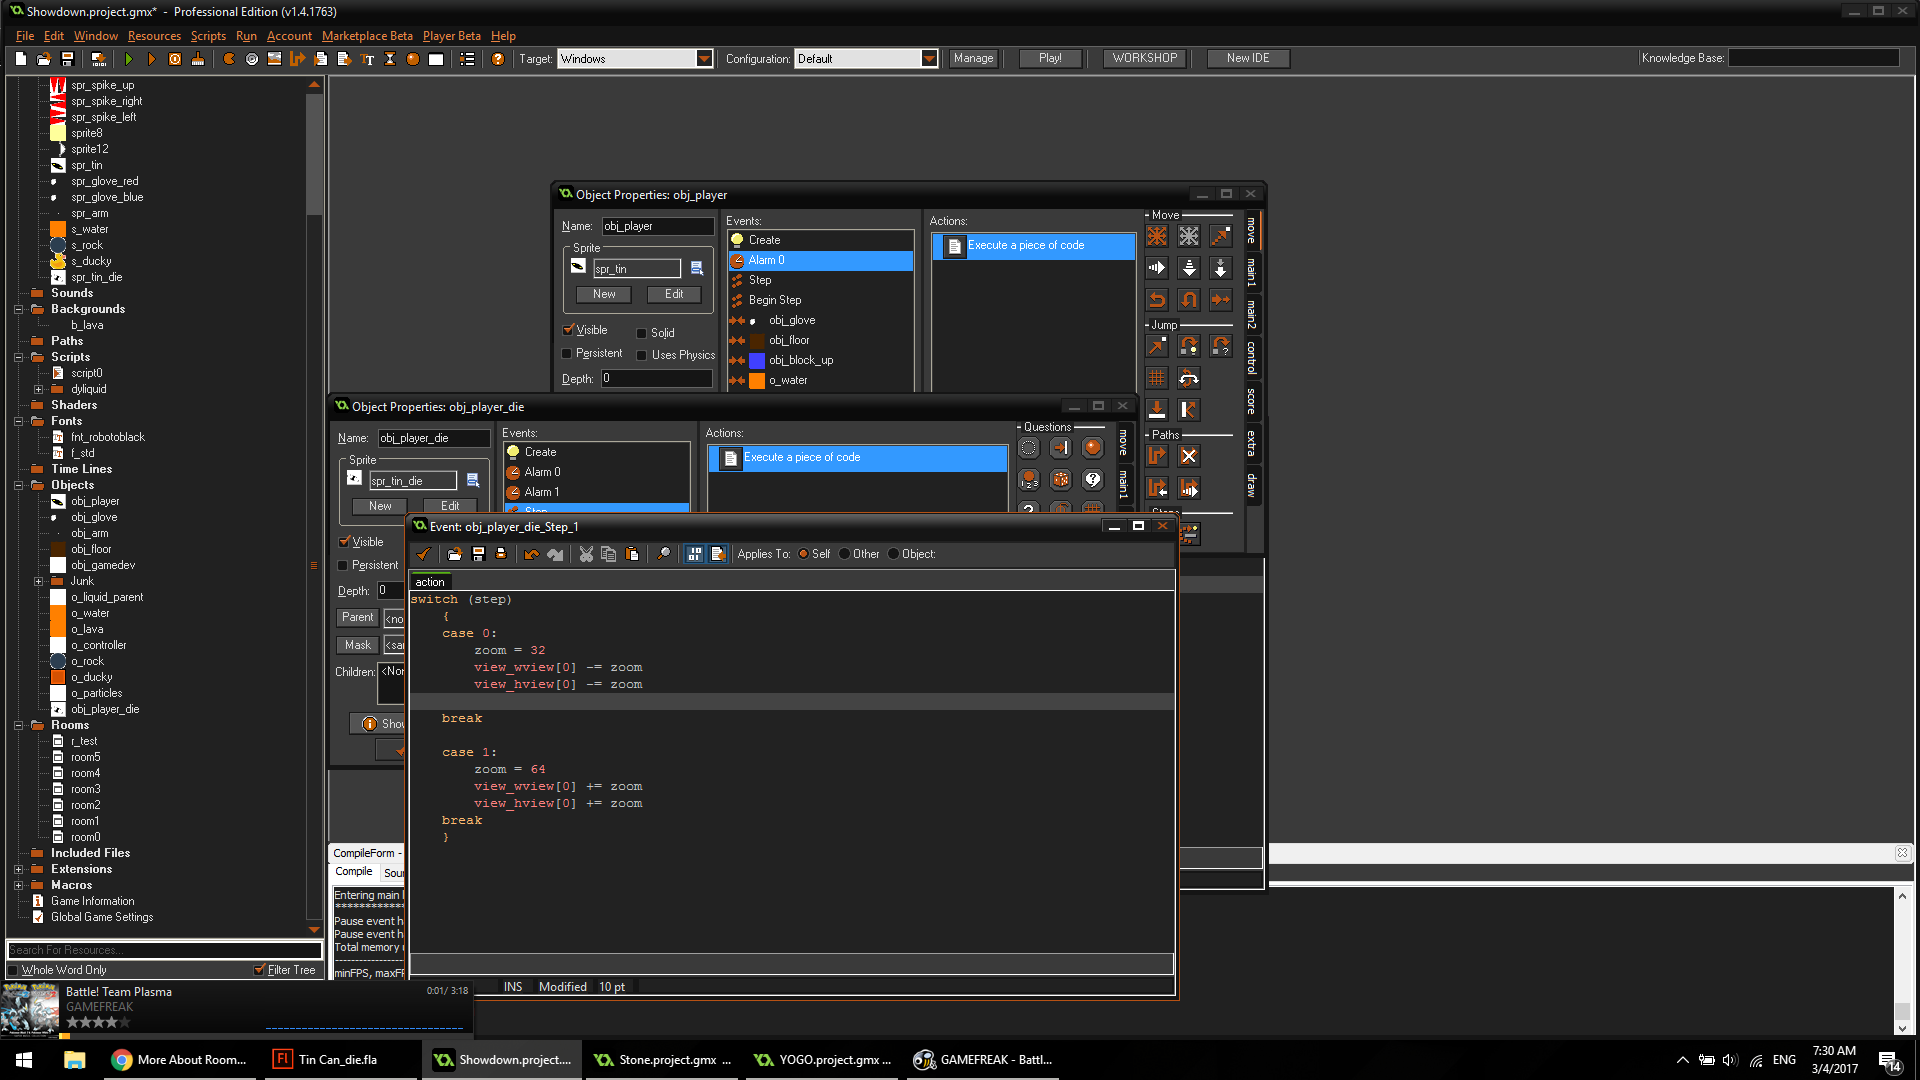 Showdown.project.gmx* - Professional Edition (v1.4.1763)
File Edit Window Resources Scripts Run Account Marketplace Beta Player Beta Help
Target: Windows Configuration: Default Manage Play! WORKSHOP New IDE Knowledge Base:
spr_spike_up
spr_spike_right
spr_spike_left
sprite8
sprite12
spr_tin
spr_glove_red
spr_glove_blue
spr_arm
s_water
s_rock
s_ducky
spr_tin_die
Sounds
Backgrounds
b_lava
Paths
Scripts
script0
dyliquid
Shaders
Fonts
fnt_robotoblack
f_std
Time Lines
Objects
obj_player
obj_glove
obj_arm
obj_floor
obj_gamedev
Junk
o_liquid_parent
o_water
o_lava
o_controller
o_rock
o_ducky
o_particles
obj_player_die
Rooms
r_test
room5
room4
room3
room2
room1
room0
Included Files
Extensions
Macros
Game Information
Global Game Settings
Search For Resources...
Whole Word Only Filter Tree
Object Properties: obj_player
Name: obj_player
Sprite
spr_tin
New Edit
Visible Solid
Persistent Uses Physics
Depth: 0
Events:
Create
Alarm 0
Step
Begin Step
obj_glove
obj_floor
obj_block_up
o_water
Actions:
Execute a piece of code
Move
Jump
Paths
move
main1
main2
control
score
extra
draw
Object Properties: obj_player_die
Name: obj_player_die
Sprite
spr_tin_die
New Edit
Visible
Persistent
Depth: 0
Parent <no
Mask <sa
Children: <Non
Show
Events:
Create
Alarm 0
Alarm 1
Step
Actions:
Execute a piece of code
Questions
move
main1
Event: obj_player_die_Step_1
Applies To: Self Other Object:
action
switch (step)
{
case 0:
zoom = 32
view_wview[0] -= zoom
view_hview[0] -= zoom
break
case 1:
zoom = 64
view_wview[0] += zoom
view_hview[0] += zoom
break
}
INS Modified 10 pt
CompileForm -
Compile Sour
Entering main l
*************
Pause event h
Pause event h
Total memory u
minFPS, maxFP
Battle! Team Plasma 0:01/ 3:18
GAMEFREAK
More About Room... Tin Can_die.fla Showdown.project.... Stone.project.gmx ... YOGO.project.gmx ... GAMEFREAK - Battl...
ENG
7:30 AM
3/4/2017
14